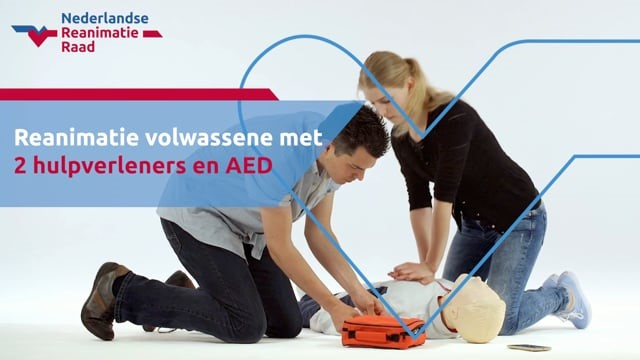 Nederlandse
Reanimatie
Raad
Reanimatie volwassene met
2 hulpverleners en AED